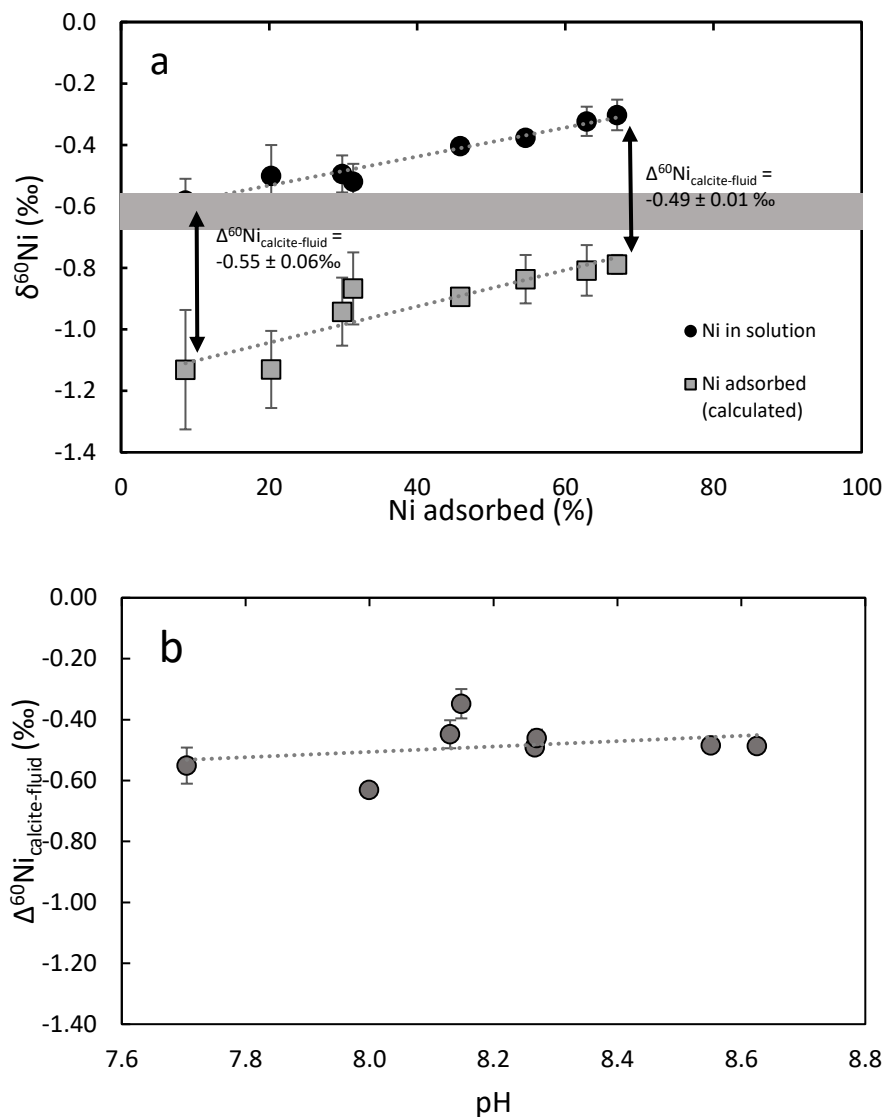 a
0.0
-0.2
-0.4
-0.6
-0.8
-1.0
-1.2
-1.4
δ⁶⁰Ni (‰)
Δ⁶⁰Ni_calcite-fluid =
-0.55 ± 0.06‰
Δ⁶⁰Ni_calcite-fluid =
-0.49 ± 0.01 ‰
Ni in solution
Ni adsorbed
(calculated)
0 20 40 60 80 100
Ni adsorbed (%)
b
0.00
-0.20
-0.40
-0.60
-0.80
-1.00
-1.20
-1.40
Δ⁶⁰Ni_calcite-fluid (‰)
7.6 7.8 8.0 8.2 8.4 8.6 8.8
pH